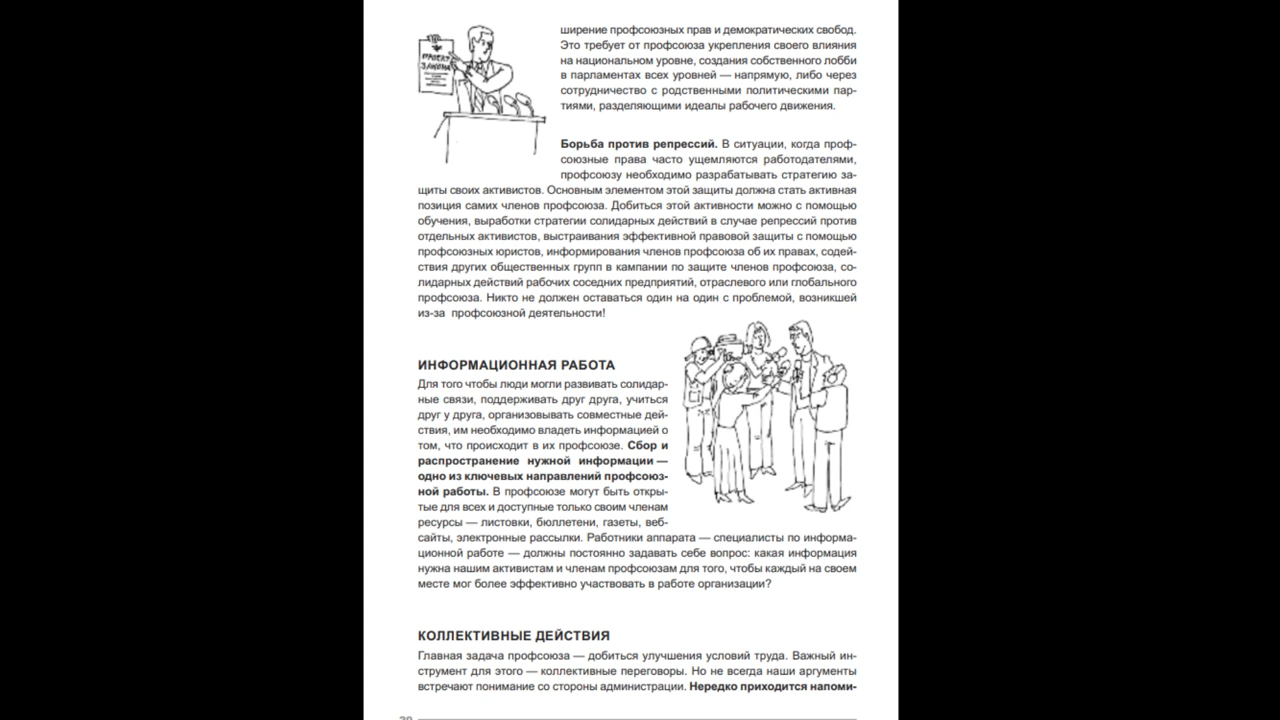 ПРОЕКТ
ЗАКОНА
ширение профсоюзных прав и демократических свобод.
Это требует от профсоюза укрепления своего влияния
на национальном уровне, создания собственного лобби
в парламентах всех уровней — напрямую, либо через
сотрудничество с родственными политическими пар-
тиями, разделяющими идеалы рабочего движения.
Борьба против репрессий. В ситуации, когда проф-
союзные права часто ущемляются работодателями,
профсоюзу необходимо разрабатывать стратегию за-
щиты своих активистов. Основным элементом этой защиты должна стать активная
позиция самих членов профсоюза. Добиться этой активности можно с помощью
обучения, выработки стратегии солидарных действий в случае репрессий против
отдельных активистов, выстраивания эффективной правовой защиты с помощью
профсоюзных юристов, информирования членов профсоюза об их правах, содей-
ствия других общественных групп в кампании по защите членов профсоюза, со-
лидарных действий рабочих соседних предприятий, отраслевого или глобального
профсоюза. Никто не должен оставаться один на один с проблемой, возникшей
из-за профсоюзной деятельности!
ИНФОРМАЦИОННАЯ РАБОТА
Для того чтобы люди могли развивать солидар-
ные связи, поддерживать друг друга, учиться
друг у друга, организовывать совместные дей-
ствия, им необходимо владеть информацией о
том, что происходит в их профсоюзе. Сбор и
распространение нужной информации —
одно из ключевых направлений профсоюз-
ной работы. В профсоюзе могут быть откры-
тые для всех и доступные только своим членам
ресурсы — листовки, бюллетени, газеты, веб-
сайты, электронные рассылки. Работники аппарата — специалисты по информа-
ционной работе — должны постоянно задавать себе вопрос: какая информация
нужна нашим активистам и членам профсоюзам для того, чтобы каждый на своем
месте мог более эффективно участвовать в работе организации?
КОЛЛЕКТИВНЫЕ ДЕЙСТВИЯ
Главная задача профсоюза — добиться улучшения условий труда. Важный ин-
струмент для этого — коллективные переговоры. Но не всегда наши аргументы
встречают понимание со стороны администрации. Нередко приходится напоми-